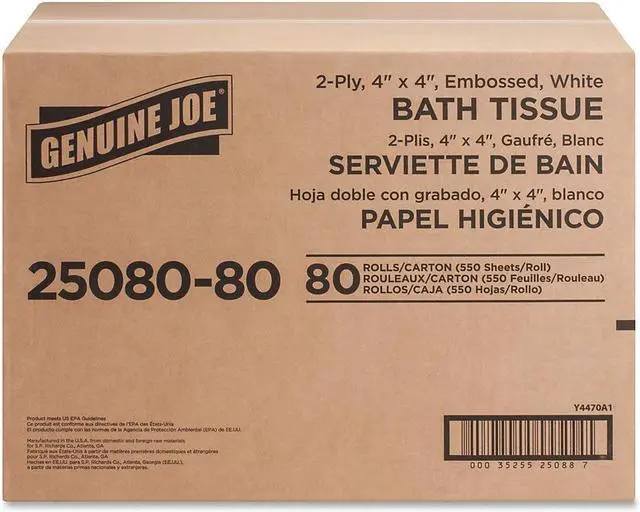 GENUINE JOE®
2-Ply, 4" x 4", Embossed, White
BATH TISSUE
2-Plis, 4" x 4", Gaufré, Blanc
SERVIETTE DE BAIN
Hoja doble con grabado, 4" x 4", blanco
PAPEL HIGIÉNICO
25080-80
80
ROLLS/CARTON (550 Sheets/Roll)
ROULEAUX/CARTON (550 Feuilles/Rouleau)
ROLLOS/CAJA (550 Hojas/Rollo)
Product meets US EPA Guidelines
Ce produit est conforme aux directives de l'EPA des États-Unis
El producto cumple con las normas de la Agencia de Protección Ambiental (EPA) de EE.UU.
Manufactured in the U.S.A. from domestic and foreign raw materials
for S.P. Richards Co., Atlanta, GA
Fabriqué aux États-Unis à partir de matières premières domestiques et étrangères
pour S.P. Richards Co., Atlanta, GA
Hecho en EE.UU. para S.P. Richards Co., Atlanta, Georgia (EE.UU.),
a partir de materias primas nacionales y extranjeras.
Y4470A1
000 35255 25088 7